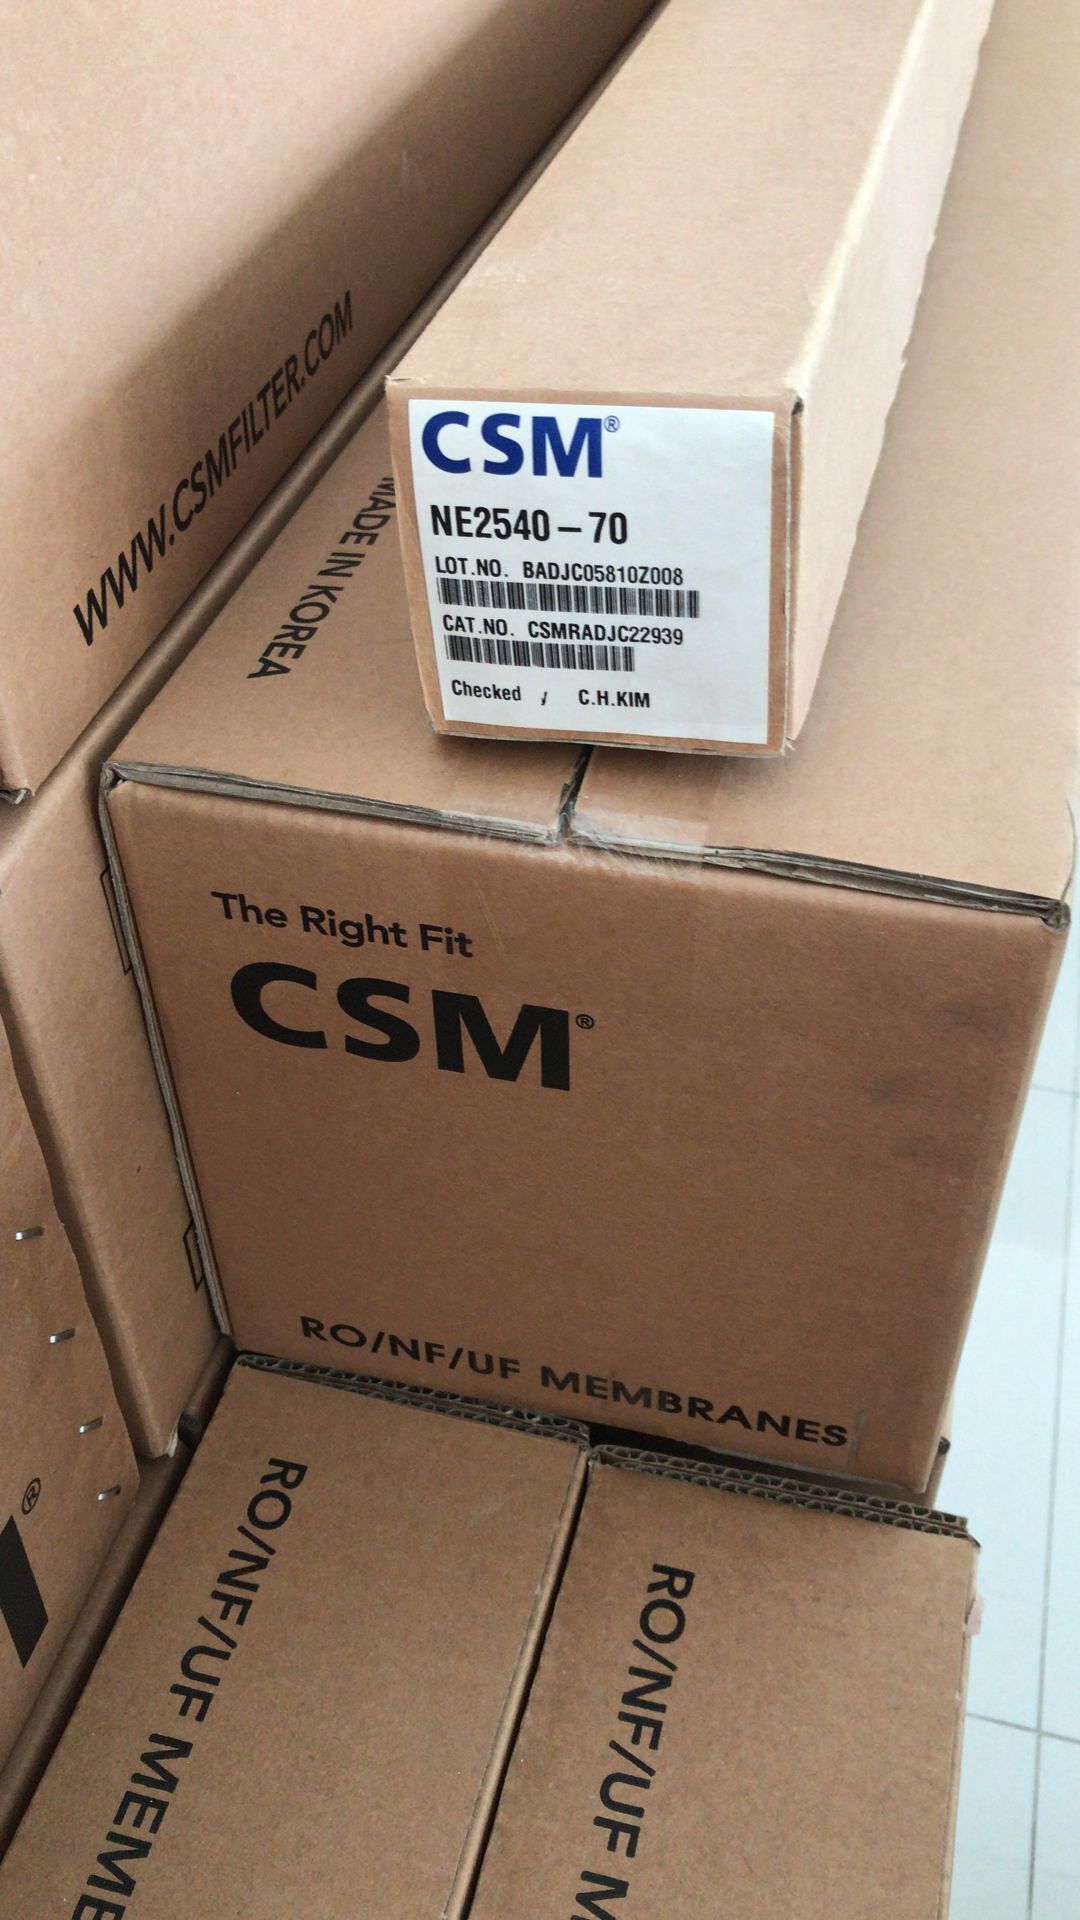 WWW.CSMFILTER.COM
MADE IN KOREA
CSM®
NE2540-70
LOT.NO. BADJC05810Z008
CAT.NO. CSMRADJC22939
Checked / C.H.KIM
The Right Fit
CSM®
RO/NF/UF MEMBRANES
®
RO/NF/UF MEMB
RO/NF/UF M